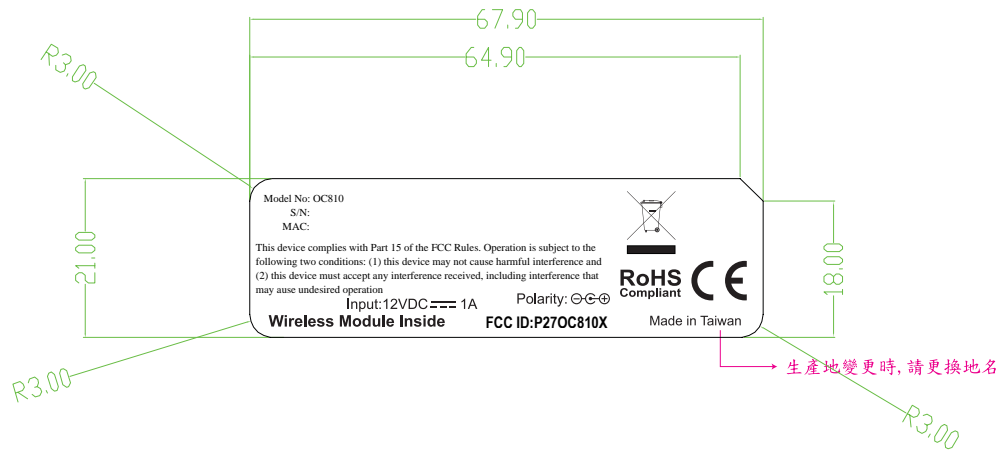 67.90
64.90
R3.00
21.00
18.00
Model No: OC810
S/N:
MAC:
This device complies with Part 15 of the FCC Rules. Operation is subject to the
following two conditions: (1) this device may not cause harmful interference and
(2) this device must accept any interference received, including interference that
may ause undesired operation
Input:12VDC 1A
Polarity:
RoHS
Compliant
CE
Wireless Module Inside
FCC ID:P27OC810X
Made in Taiwan
生產地變更時, 請更換地名
R3.00
R3.00